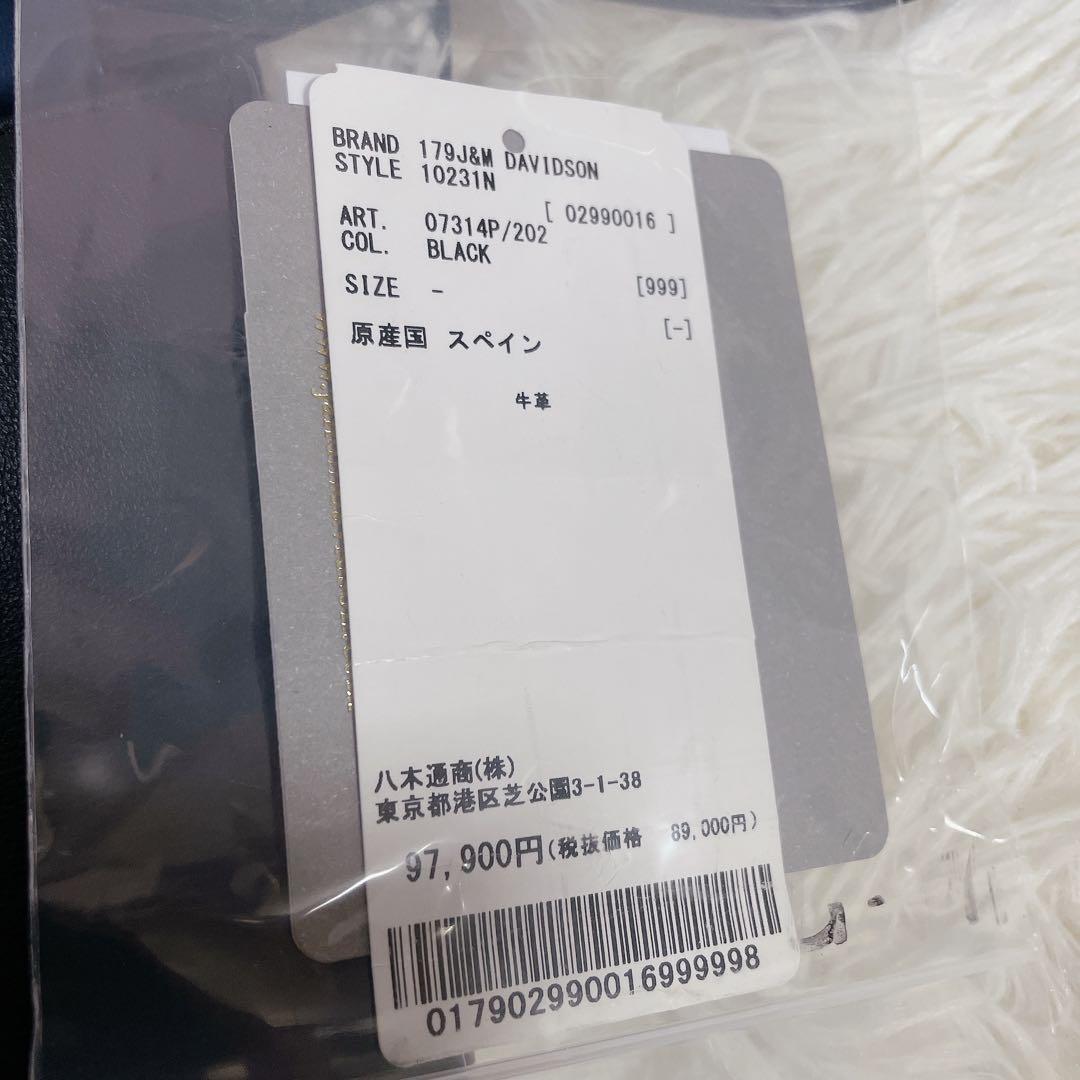 BRAND 179J&M DAVIDSON
STYLE 10231N
[ 02990016 ]
ART. 07314P/202
COL. BLACK
SIZE - [999]
原産国 スペイン [-]
牛革
八木通商(株)
東京都港区芝公園3-1-38
97,900円(税抜価格 89,000円)
017902990016999998